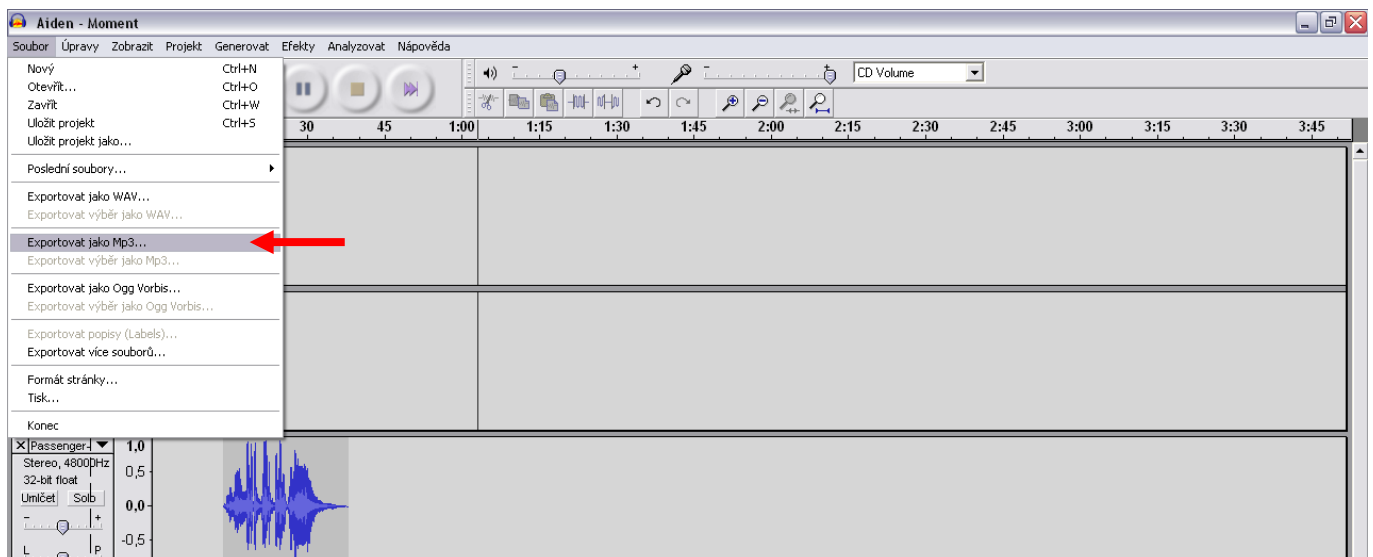 Aiden - Moment
Soubor Úpravy Zobrazit Projekt Generovat Efekty Analyzovat Nápověda
Nový Ctrl+N
Otevřít... Ctrl+O
Zavřít Ctrl+W
Uložit projekt Ctrl+S
Uložit projekt jako...
Poslední soubory...
Exportovat jako WAV...
Exportovat výběr jako WAV...
Exportovat jako Mp3...
Exportovat výběr jako Mp3...
Exportovat jako Ogg Vorbis...
Exportovat výběr jako Ogg Vorbis...
Exportovat popisy (Labels)...
Exportovat více souborů...
Formát stránky...
Tisk...
Konec
- + - + CD Volume
30 45 1:00 1:15 1:30 1:45 2:00 2:15 2:30 2:45 3:00 3:15 3:30 3:45
Passenger- 1,0
Stereo, 48000Hz
0,5
32-bit float
Umlčet Solo
0,0
- +
-0,5
L P